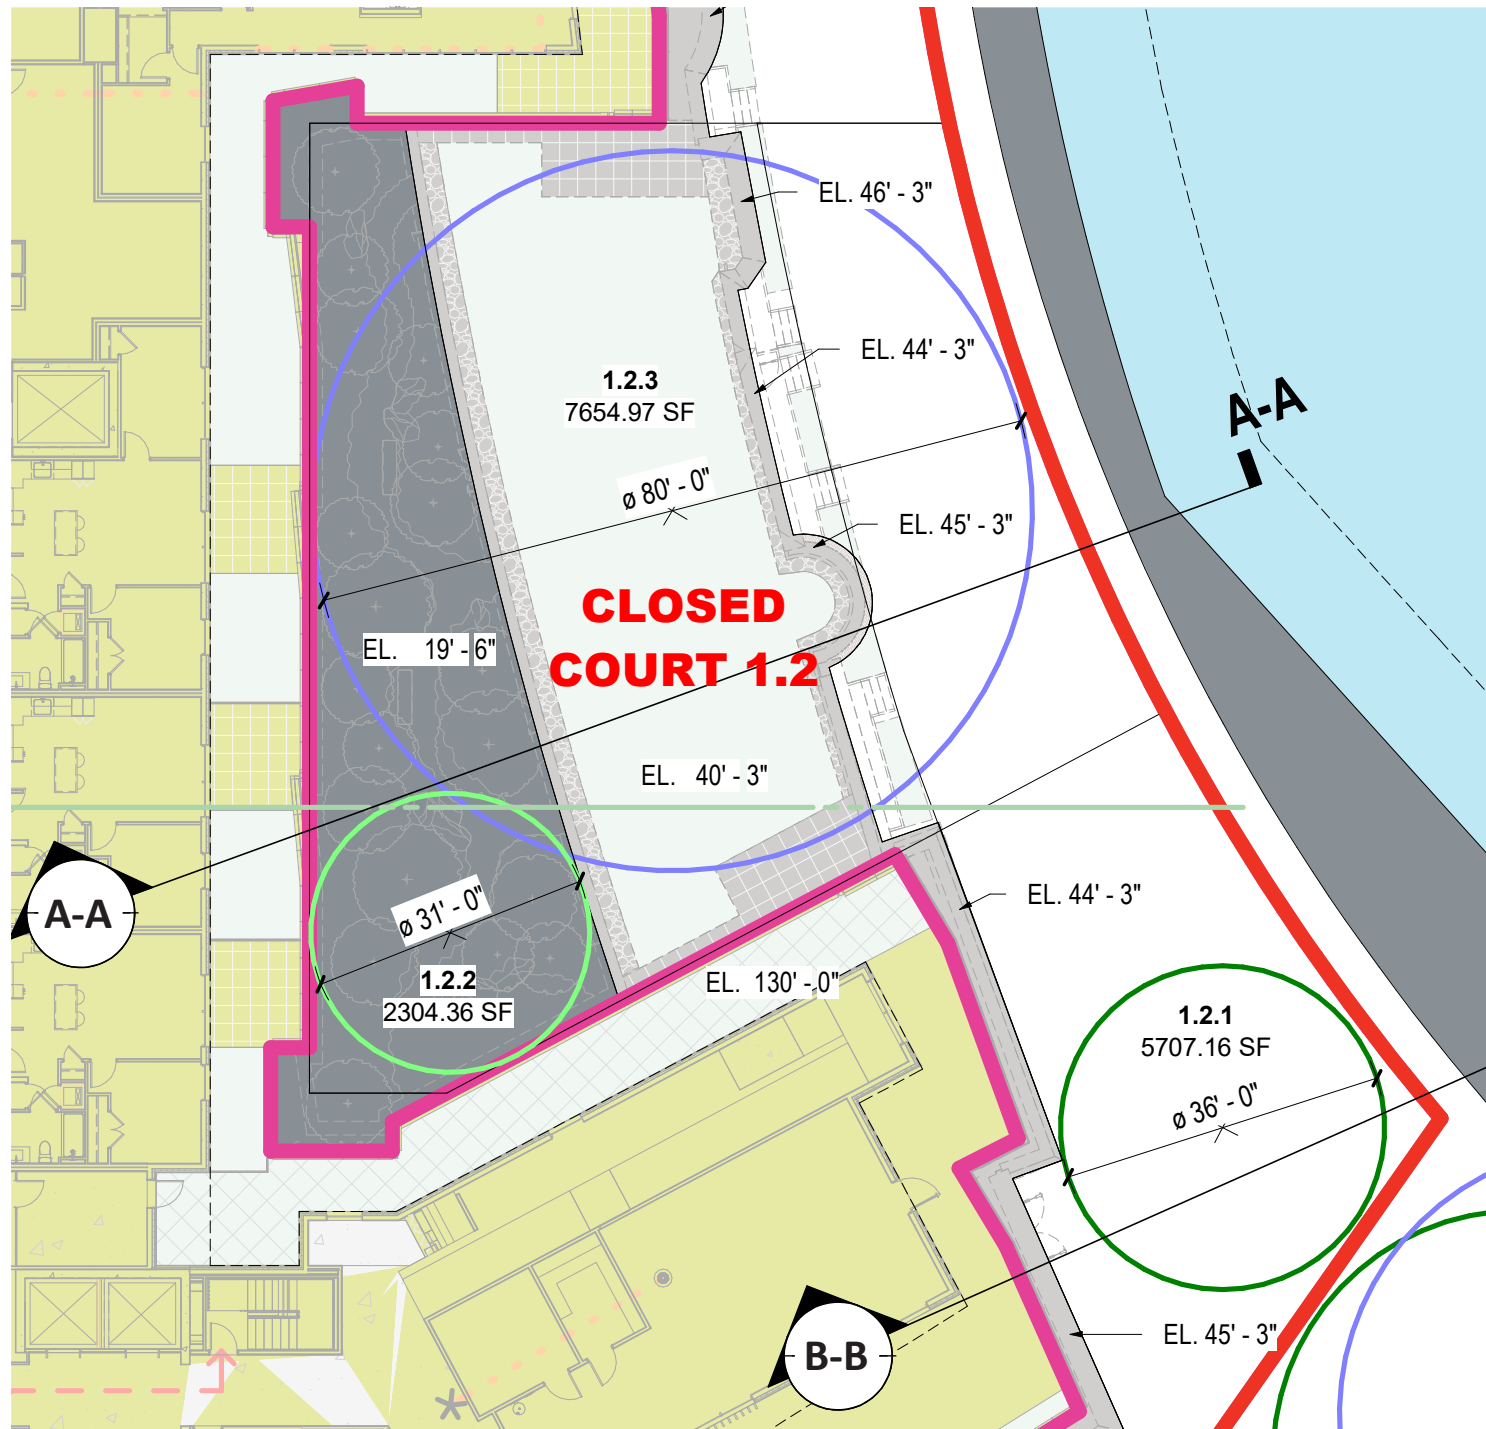 EL. 46' - 3"
EL. 44' - 3"
1.2.3
7654.97 SF
A-A
ø 80' - 0"
EL. 45' - 3"
CLOSED
COURT 1.2
EL. 19' - 6"
EL. 40' - 3"
A-A
ø 31' - 0"
EL. 44' - 3"
1.2.2
2304.36 SF
EL. 130' - 0"
1.2.1
5707.16 SF
ø 36' - 0"
EL. 45' - 3"
B-B